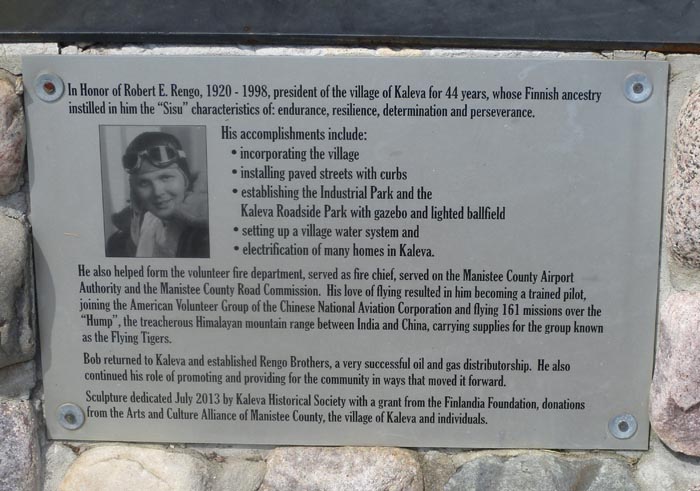 In Honor of Robert E. Rengo, 1920 - 1998, president of the village of Kaleva for 44 years, whose Finnish ancestry
instilled in him the “Sisu” characteristics of: endurance, resilience, determination and perseverance.
His accomplishments include:
• incorporating the village
• installing paved streets with curbs
• establishing the Industrial Park and the
Kaleva Roadside Park with gazebo and lighted ballfield
• setting up a village water system and
• electrification of many homes in Kaleva.
He also helped form the volunteer fire department, served as fire chief, served on the Manistee County Airport
Authority and the Manistee County Road Commission. His love of flying resulted in him becoming a trained pilot,
joining the American Volunteer Group of the Chinese National Aviation Corporation and flying 161 missions over the
“Hump”, the treacherous Himalayan mountain range between India and China, carrying supplies for the group known
as the Flying Tigers.
Bob returned to Kaleva and established Rengo Brothers, a very successful oil and gas distributorship. He also
continued his role of promoting and providing for the community in ways that moved it forward.
Sculpture dedicated July 2013 by Kaleva Historical Society with a grant from the Finlandia Foundation, donations
from the Arts and Culture Alliance of Manistee County, the village of Kaleva and individuals.